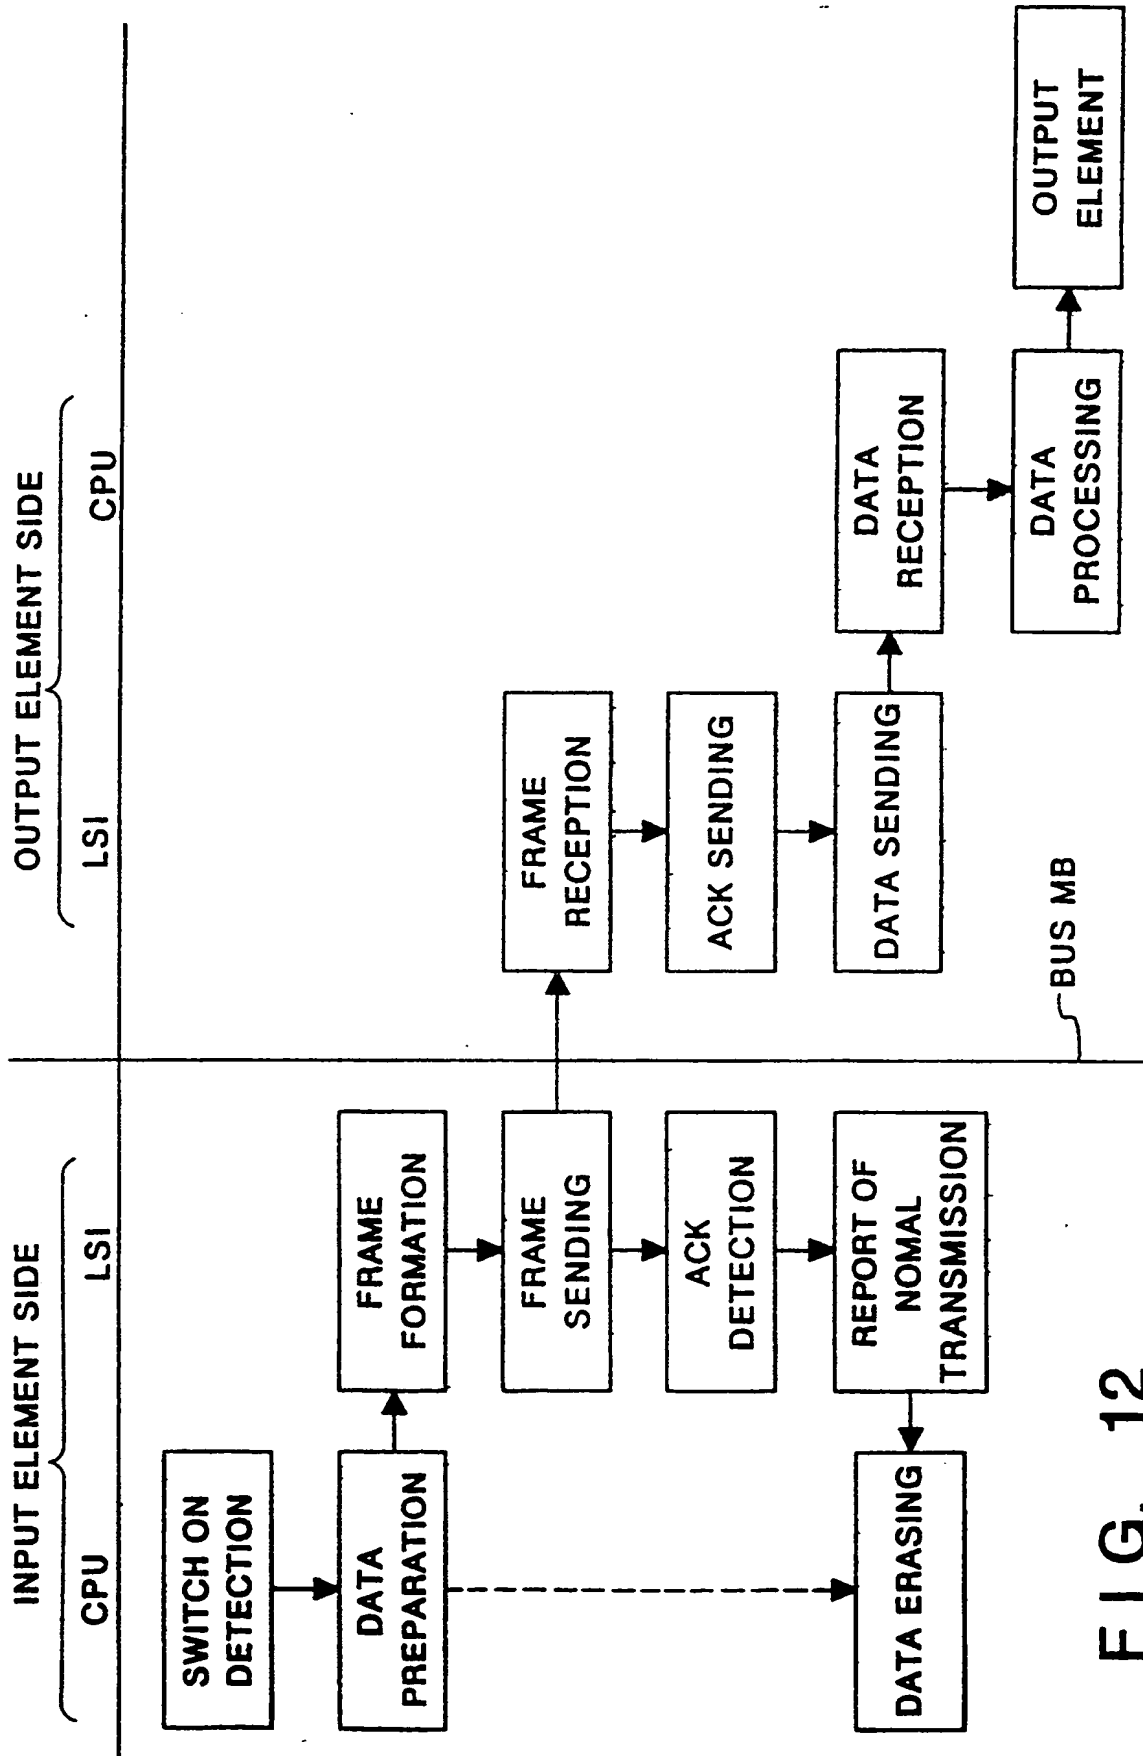 INPUT ELEMENT SIDE
CPU
LSI
OUTPUT ELEMENT SIDE
LSI
CPU
SWITCH ON
DETECTION
DATA
PREPARATION
FRAME
FORMATION
FRAME
SENDING
FRAME
RECEPTION
ACK
DETECTION
ACK SENDING
REPORT OF
NOMAL
TRANSMISSION
DATA ERASING
DATA SENDING
DATA
RECEPTION
DATA
PROCESSING
OUTPUT
ELEMENT
BUS MB
FIG. 12